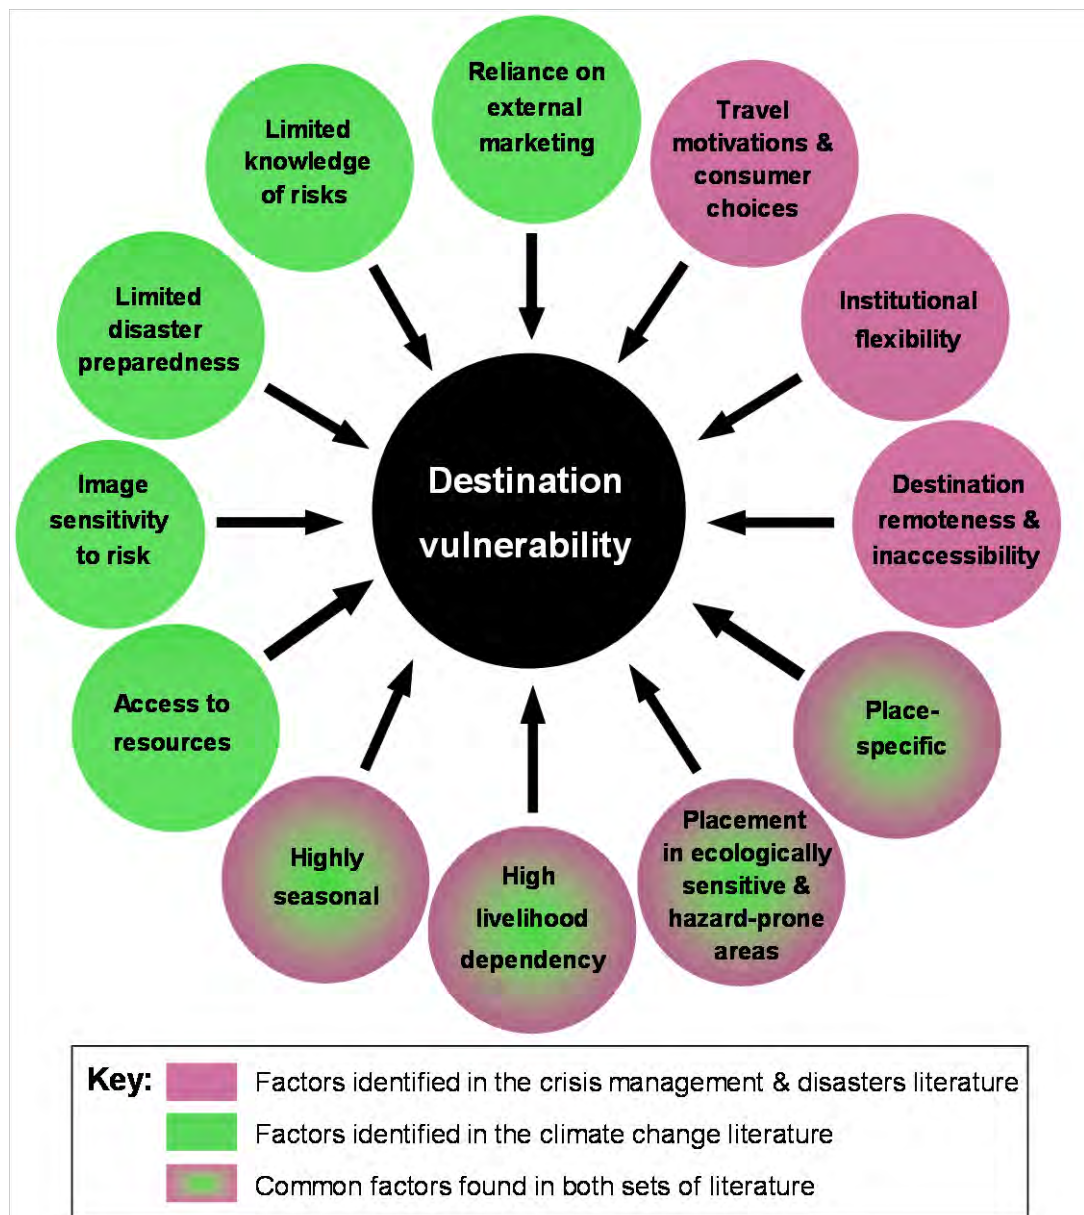 Reliance on
external
marketing
Travel
motivations &
consumer
choices
Institutional
flexibility
Destination
remoteness &
inaccessibility
Place-
specific
Placement
in ecologically
sensitive &
hazard-prone
areas
High
livelihood
dependency
Highly
seasonal
Access to
resources
Image
sensitivity
to risk
Limited
disaster
preparedness
Limited
knowledge
of risks
Destination
vulnerability
Key:
Factors identified in the crisis management & disasters literature
Factors identified in the climate change literature
Common factors found in both sets of literature